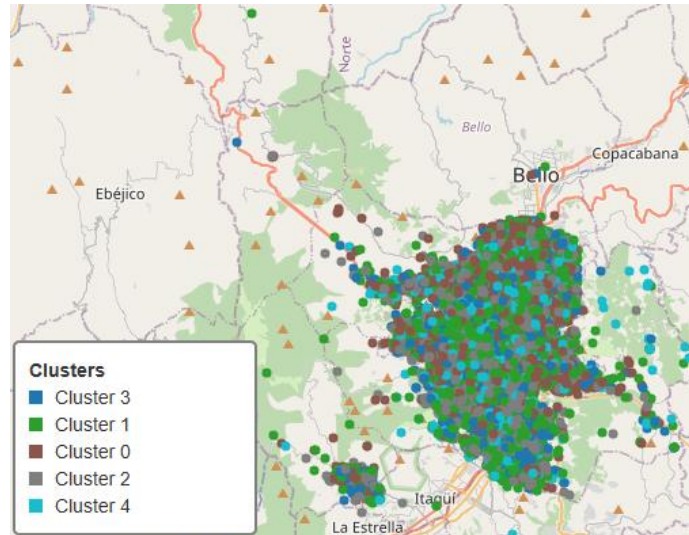 Norte
Bello
Copacabana
Bello
Ebéjico
Clusters
Cluster 3
Cluster 1
Cluster 0
Cluster 2
Cluster 4
Itagüí
La Estrella